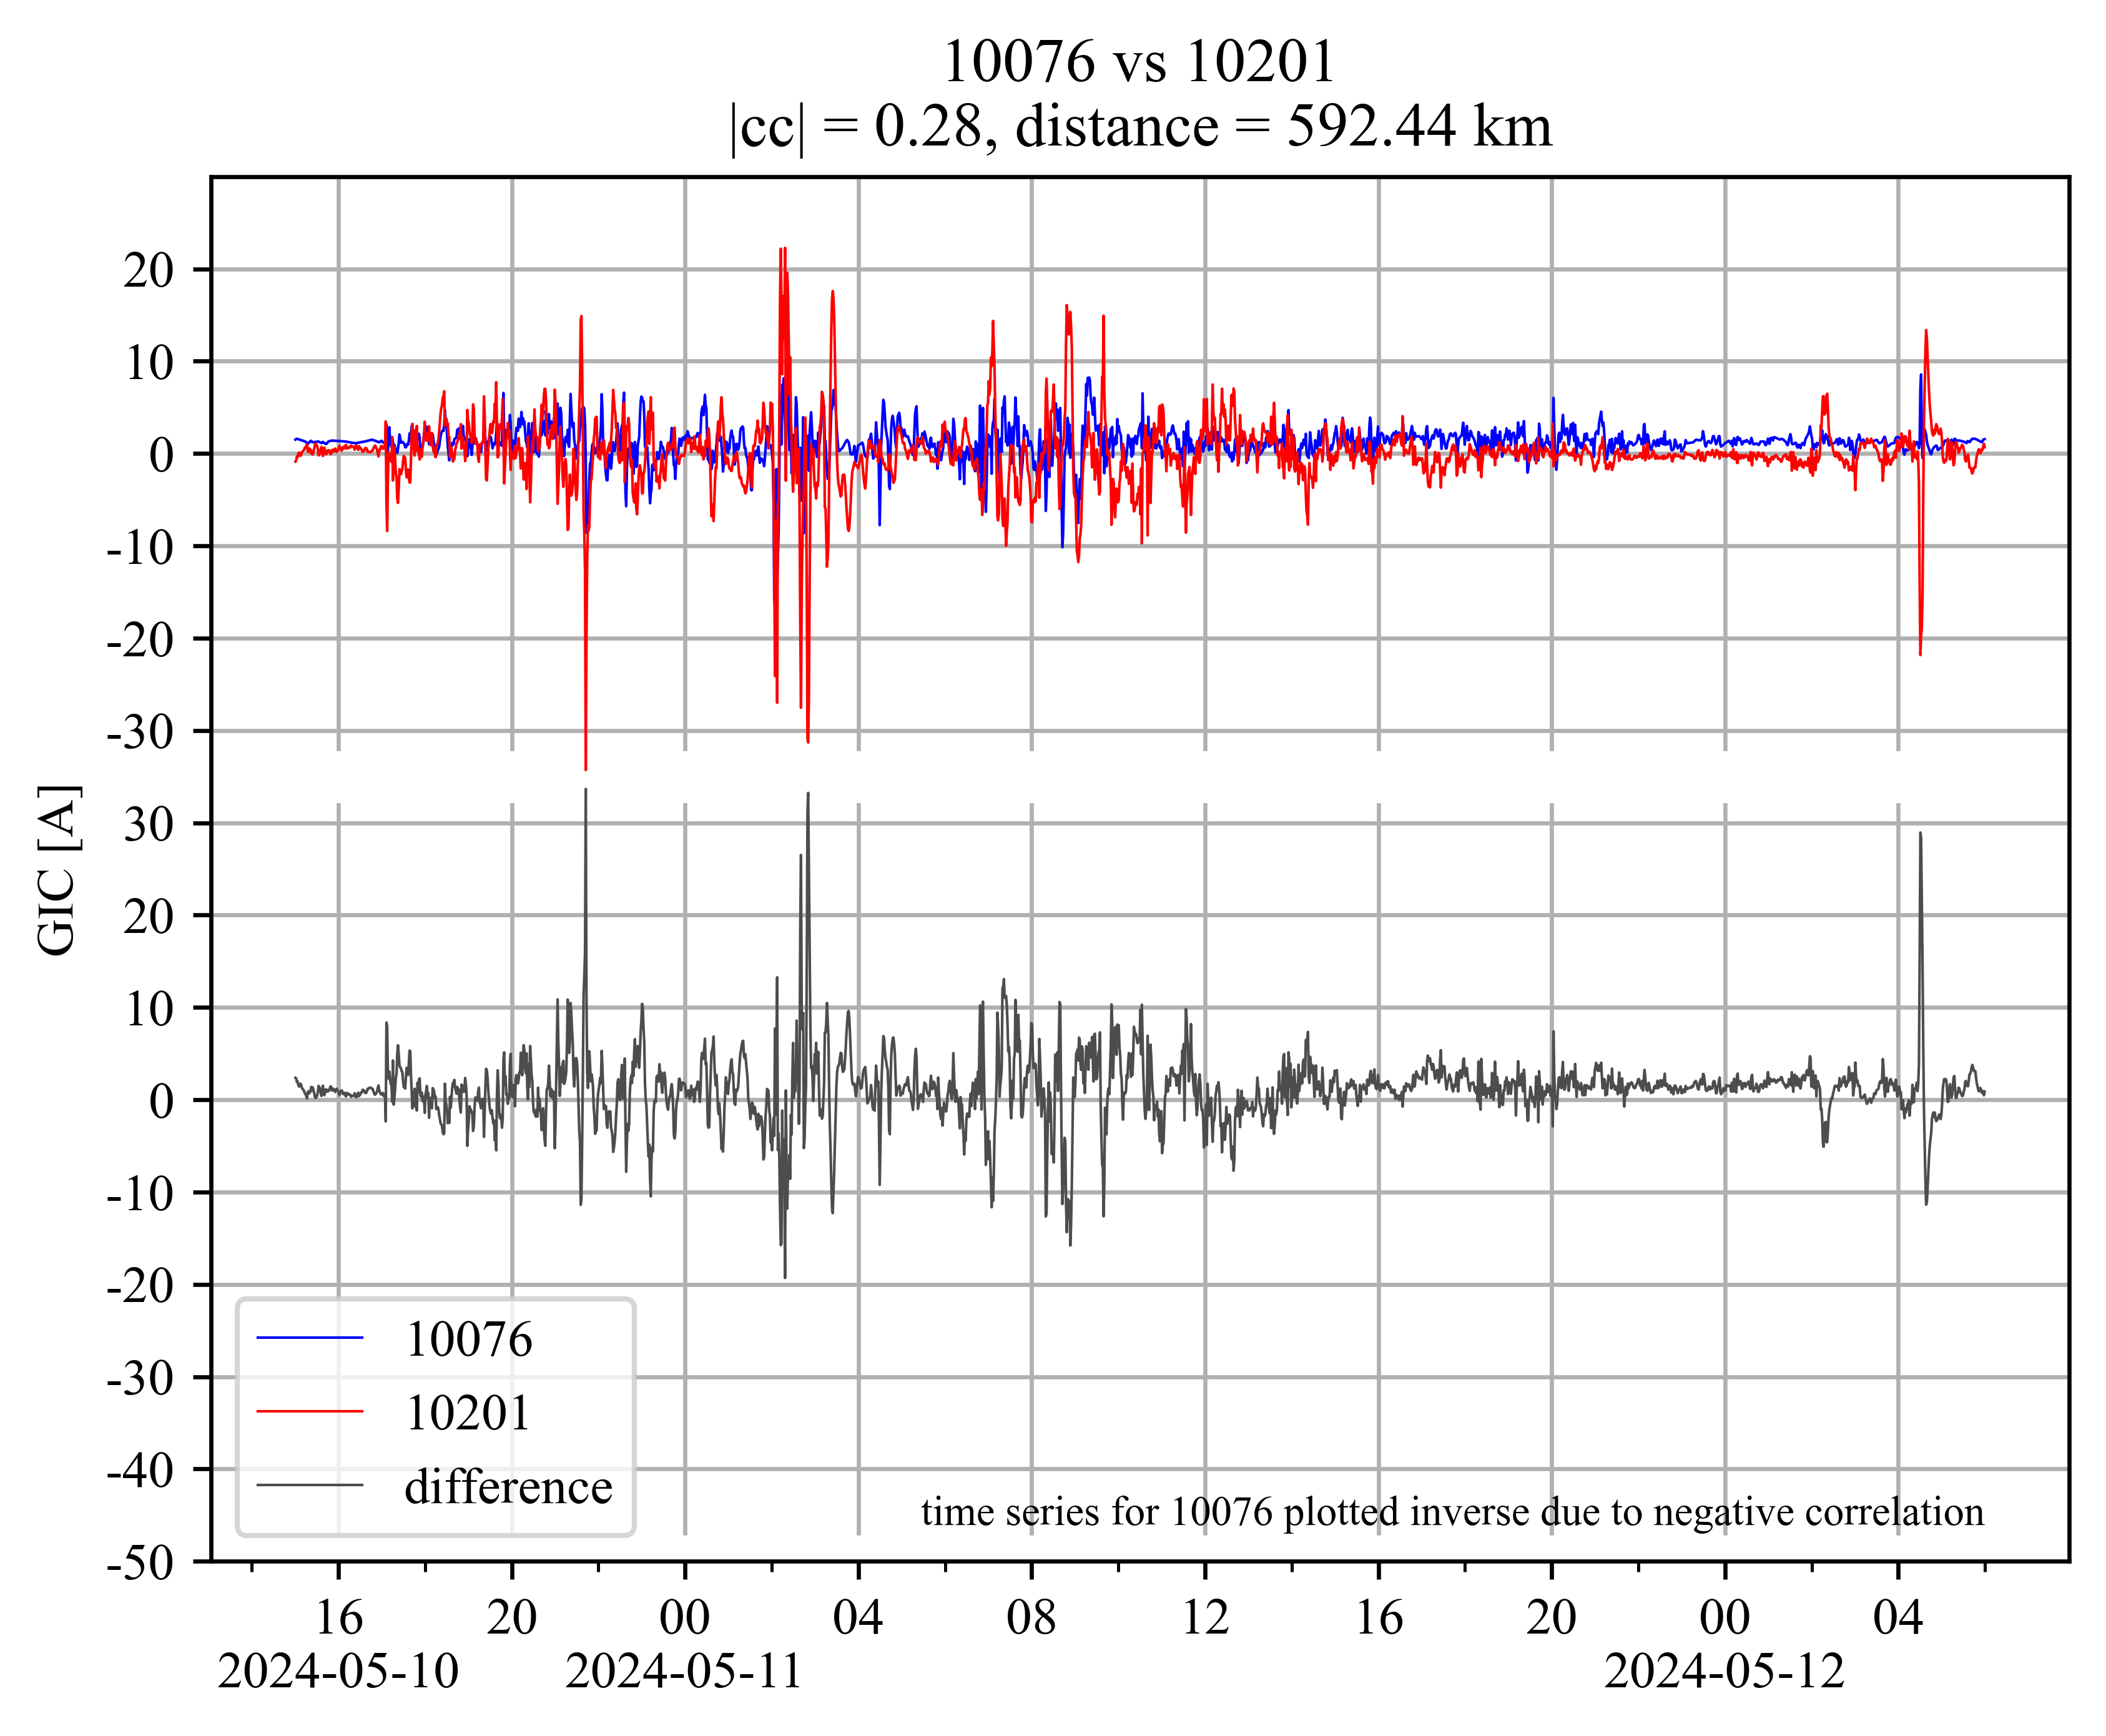 10076 vs 10201
|cc| = 0.28, distance = 592.44 km
20
10
0
-10
-20
-30
30
20
10
0
-10
-20
-30
-40
-50
GIC [A]
10076
10201
difference
time series for 10076 plotted inverse due to negative correlation
16 20 00 04 08 12 16 20 00 04
2024-05-10 2024-05-11 2024-05-12